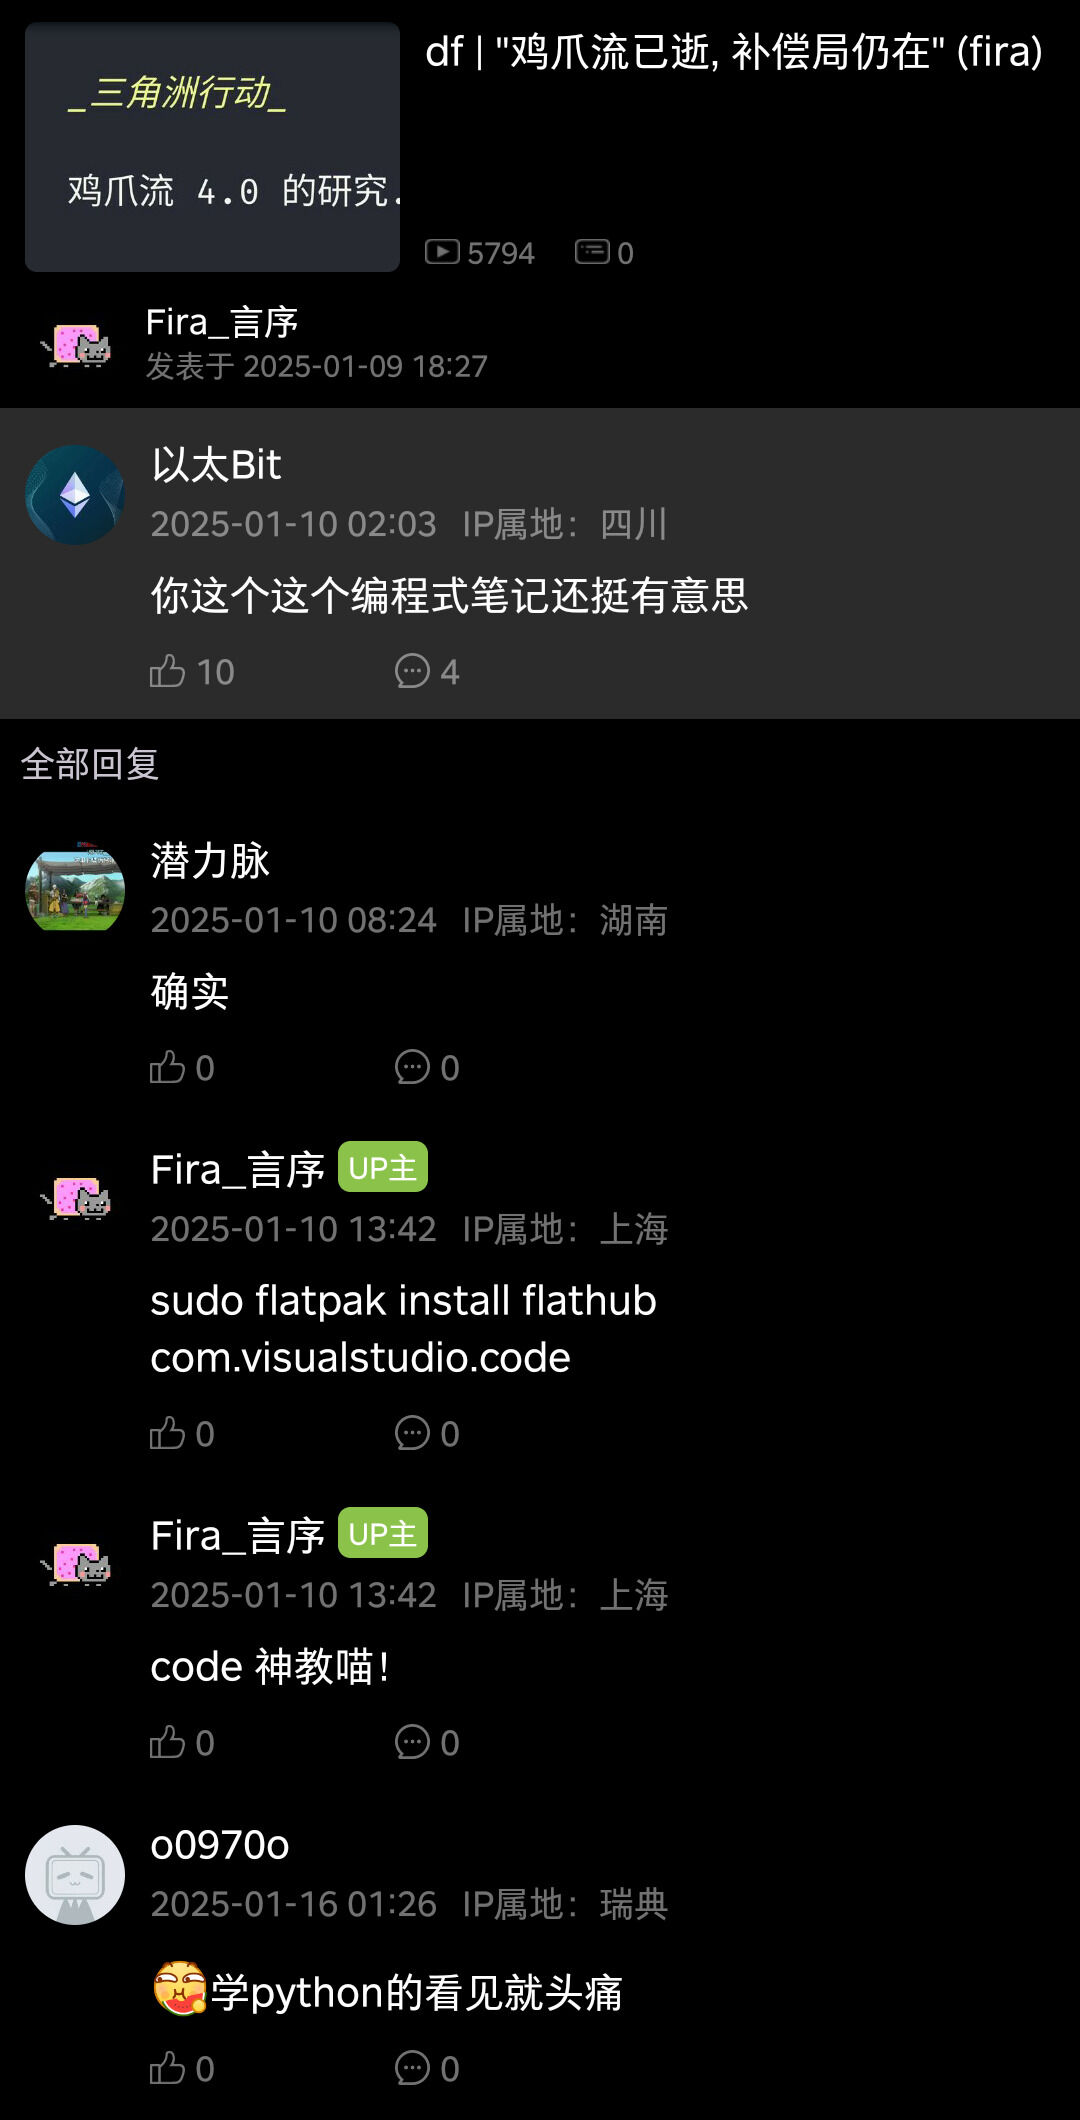 _三角洲行动_
鸡爪流 4.0 的研究.
df | "鸡爪流已逝, 补偿局仍在" (fira)
5794 0
Fira_言序
发表于 2025-01-09 18:27
以太Bit
2025-01-10 02:03 IP属地：四川
你这个这个编程式笔记还挺有意思
10 4
全部回复
潜力脉
2025-01-10 08:24 IP属地：湖南
确实
0 0
Fira_言序 UP主
2025-01-10 13:42 IP属地：上海
sudo flatpak install flathub
com.visualstudio.code
0 0
Fira_言序 UP主
2025-01-10 13:42 IP属地：上海
code 神教喵！
0 0
o0970o
2025-01-16 01:26 IP属地：瑞典
学python的看见就头痛
0 0